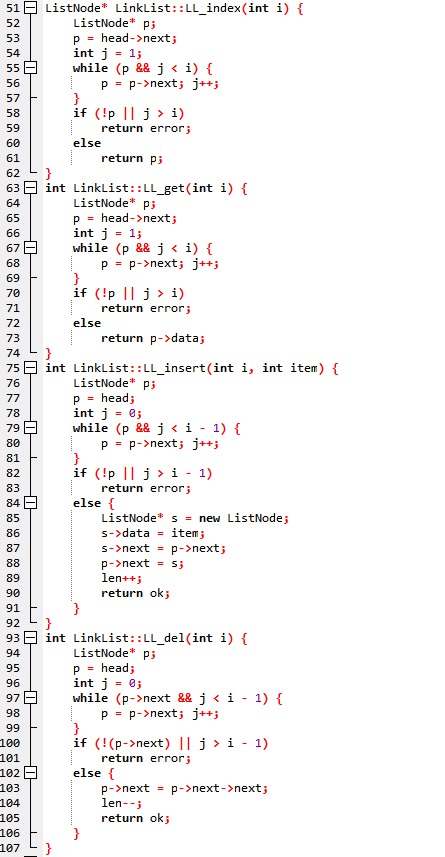 51 ListNode* LinkList::LL_index(int i) {
52 ListNode* p;
53 p = head->next;
54 int j = 1;
55 while (p && j < i) {
56 p = p->next; j++;
57 }
58 if (!p || j > i)
59 return error;
60 else
61 return p;
62 }
63 int LinkList::LL_get(int i) {
64 ListNode* p;
65 p = head->next;
66 int j = 1;
67 while (p && j < i) {
68 p = p->next; j++;
69 }
70 if (!p || j > i)
71 return error;
72 else
73 return p->data;
74 }
75 int LinkList::LL_insert(int i, int item) {
76 ListNode* p;
77 p = head;
78 int j = 0;
79 while (p && j < i - 1) {
80 p = p->next; j++;
81 }
82 if (!p || j > i - 1)
83 return error;
84 else {
85 ListNode* s = new ListNode;
86 s->data = item;
87 s->next = p->next;
88 p->next = s;
89 len++;
90 return ok;
91 }
92 }
93 int LinkList::LL_del(int i) {
94 ListNode* p;
95 p = head;
96 int j = 0;
97 while (p->next && j < i - 1) {
98 p = p->next; j++;
99 }
100 if (!(p->next) || j > i - 1)
101 return error;
102 else {
103 p->next = p->next->next;
104 len--;
105 return ok;
106 }
107 }